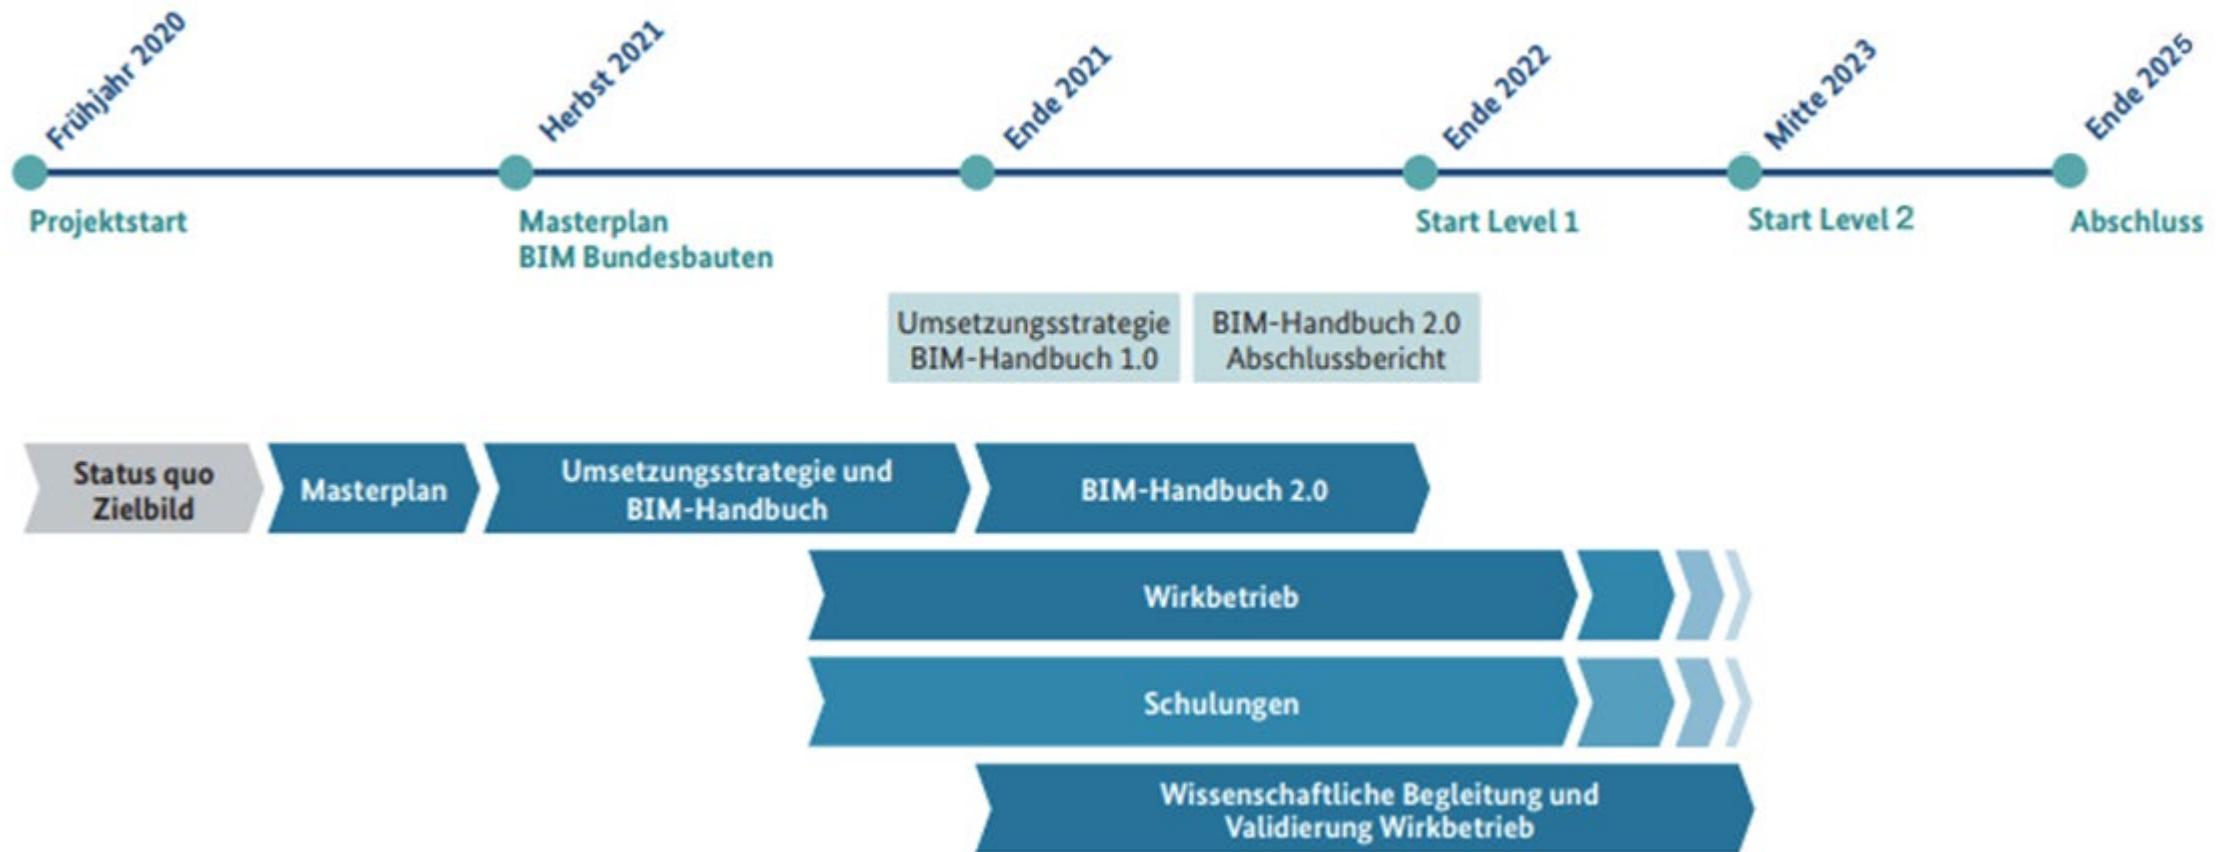 Frühjahr 2020
Herbst 2021
Ende 2021
Ende 2022
Mitte 2023
Ende 2025
Projektstart
Masterplan
BIM Bundesbauten
Start Level 1
Start Level 2
Abschluss
Umsetzungsstrategie
BIM-Handbuch 1.0
BIM-Handbuch 2.0
Abschlussbericht
Status quo
Zielbild
Masterplan
Umsetzungsstrategie und
BIM-Handbuch
BIM-Handbuch 2.0
Wirkbetrieb
Schulungen
Wissenschaftliche Begleitung und
Validierung Wirkbetrieb